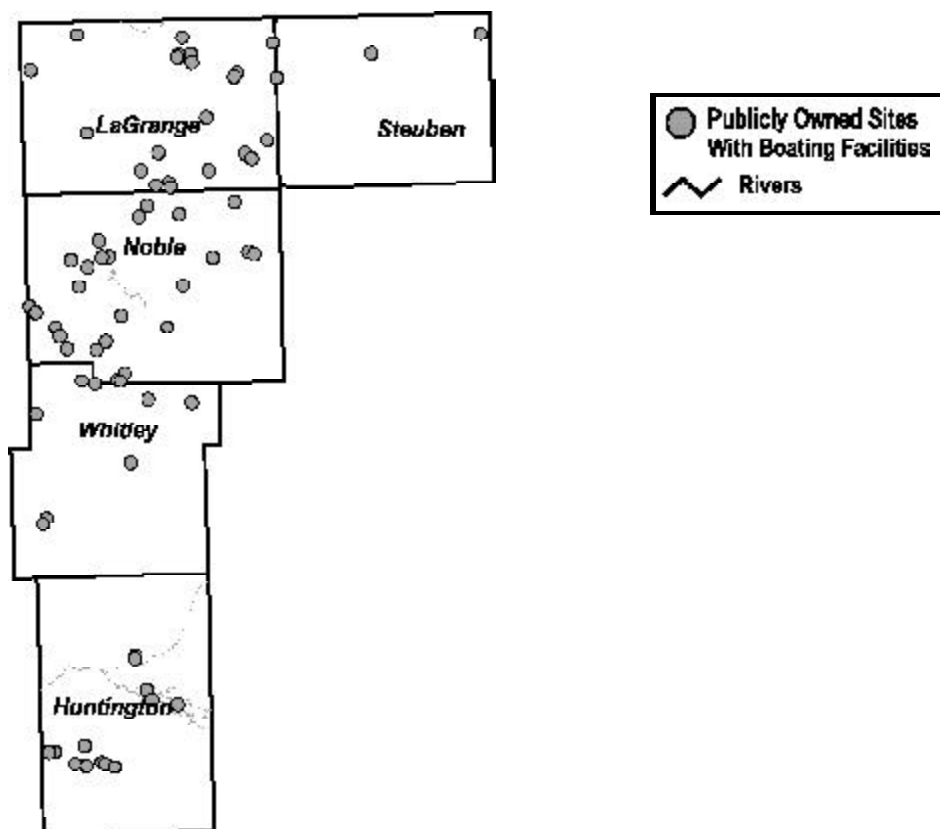 LaGrange
Steuben
Publicly Owned Sites
With Boating Facilities
Rivers
Noble
Whitley
Huntington